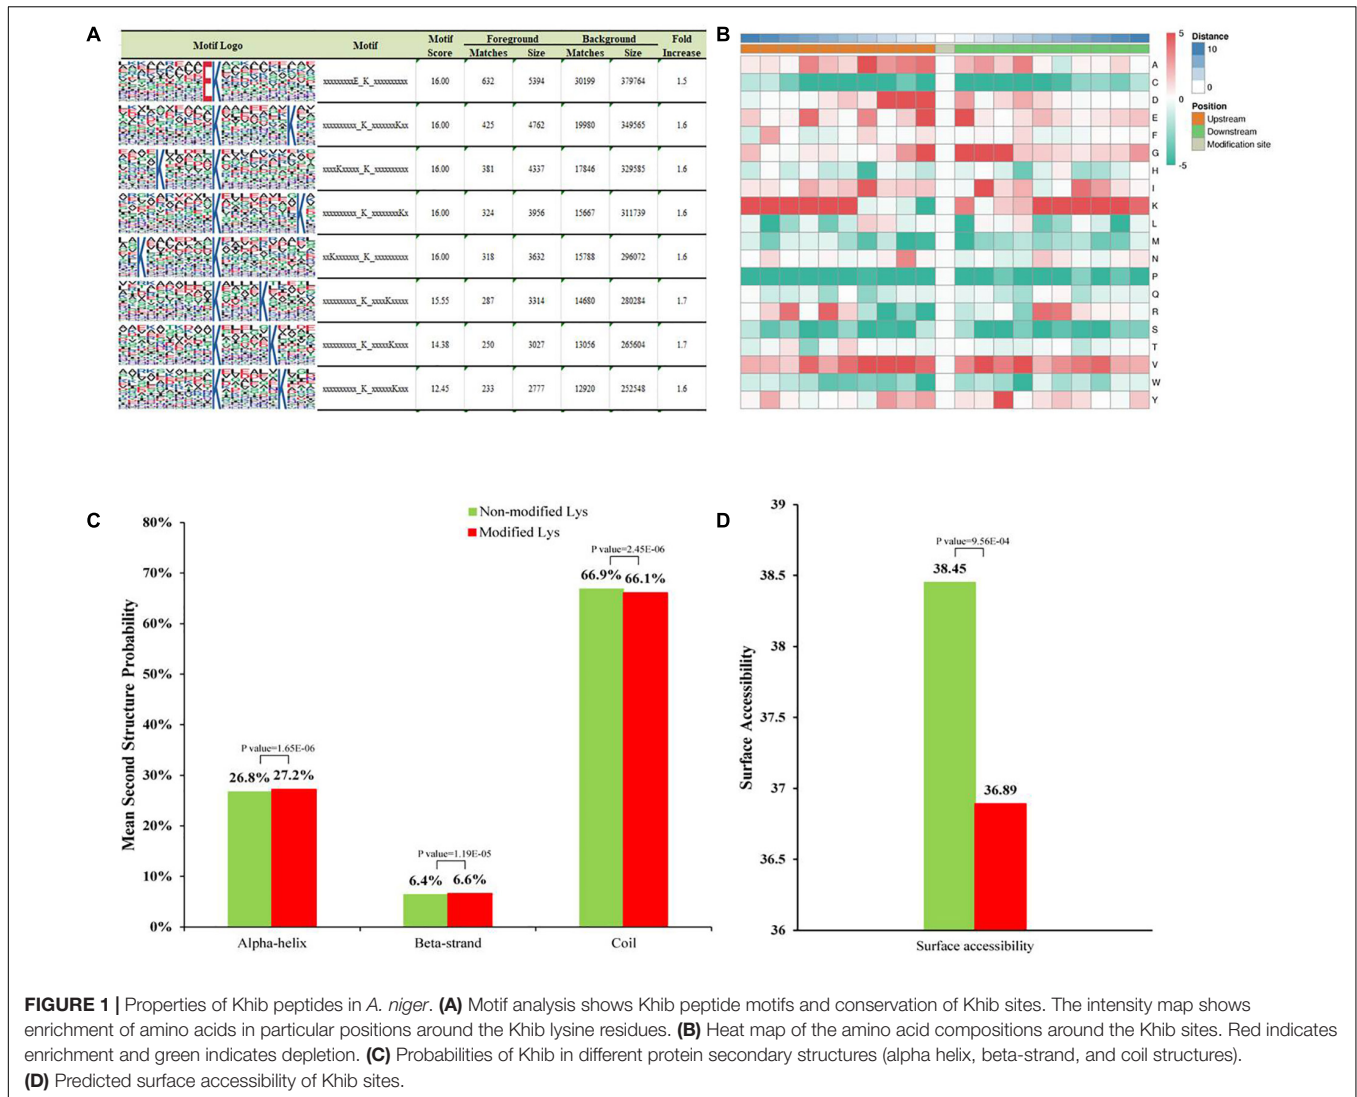 A
Motif Logo Motif Motif Score Foreground Background Fold Increase
Matches Size Matches Size
xxxxxxxxxE_K_xxxxxxxxxx 16.00 632 5394 30199 379764 1.5
xxxxxxxxxx_K_xxxxxxxKxx 16.00 425 4762 19980 349565 1.6
xxxxKxxxxx_K_xxxxxxxxxx 16.00 381 4337 17846 329585 1.6
xxxxxxxxxx_K_xxxxxxxxKx 16.00 324 3956 15667 311739 1.6
xxKxxxxxxx_K_xxxxxxxxxx 16.00 318 3632 15788 296072 1.6
xxxxxxxxxx_K_xxxxKxxxxx 15.55 287 3314 14680 280284 1.7
xxxxxxxxxx_K_xxxxxKxxxx 14.38 250 3027 13056 265604 1.7
xxxxxxxxxx_K_xxxxxxKxxx 12.45 233 2777 12920 252548 1.6
B
A
C
D
E
F
G
H
I
K
L
M
N
P
Q
R
S
T
V
W
Y
5
0
-5
Distance
10
0
Position
Upstream
Downstream
Modification site
C
Non-modified Lys
Modified Lys
Mean Second Structure Probability
80%
70%
60%
50%
40%
30%
20%
10%
0%
P value=1.65E-06
26.8% 27.2%
P value=1.19E-05
6.4% 6.6%
P value=2.45E-06
66.9% 66.1%
Alpha-helix Beta-strand Coil
D
Surface Accessibility
39
38.5
38
37.5
37
36.5
36
P value=9.56E-04
38.45
36.89
Surface accessibility
FIGURE 1 | Properties of Khib peptides in A. niger. (A) Motif analysis shows Khib peptide motifs and conservation of Khib sites. The intensity map shows
enrichment of amino acids in particular positions around the Khib lysine residues. (B) Heat map of the amino acid compositions around the Khib sites. Red indicates
enrichment and green indicates depletion. (C) Probabilities of Khib in different protein secondary structures (alpha helix, beta-strand, and coil structures).
(D) Predicted surface accessibility of Khib sites.